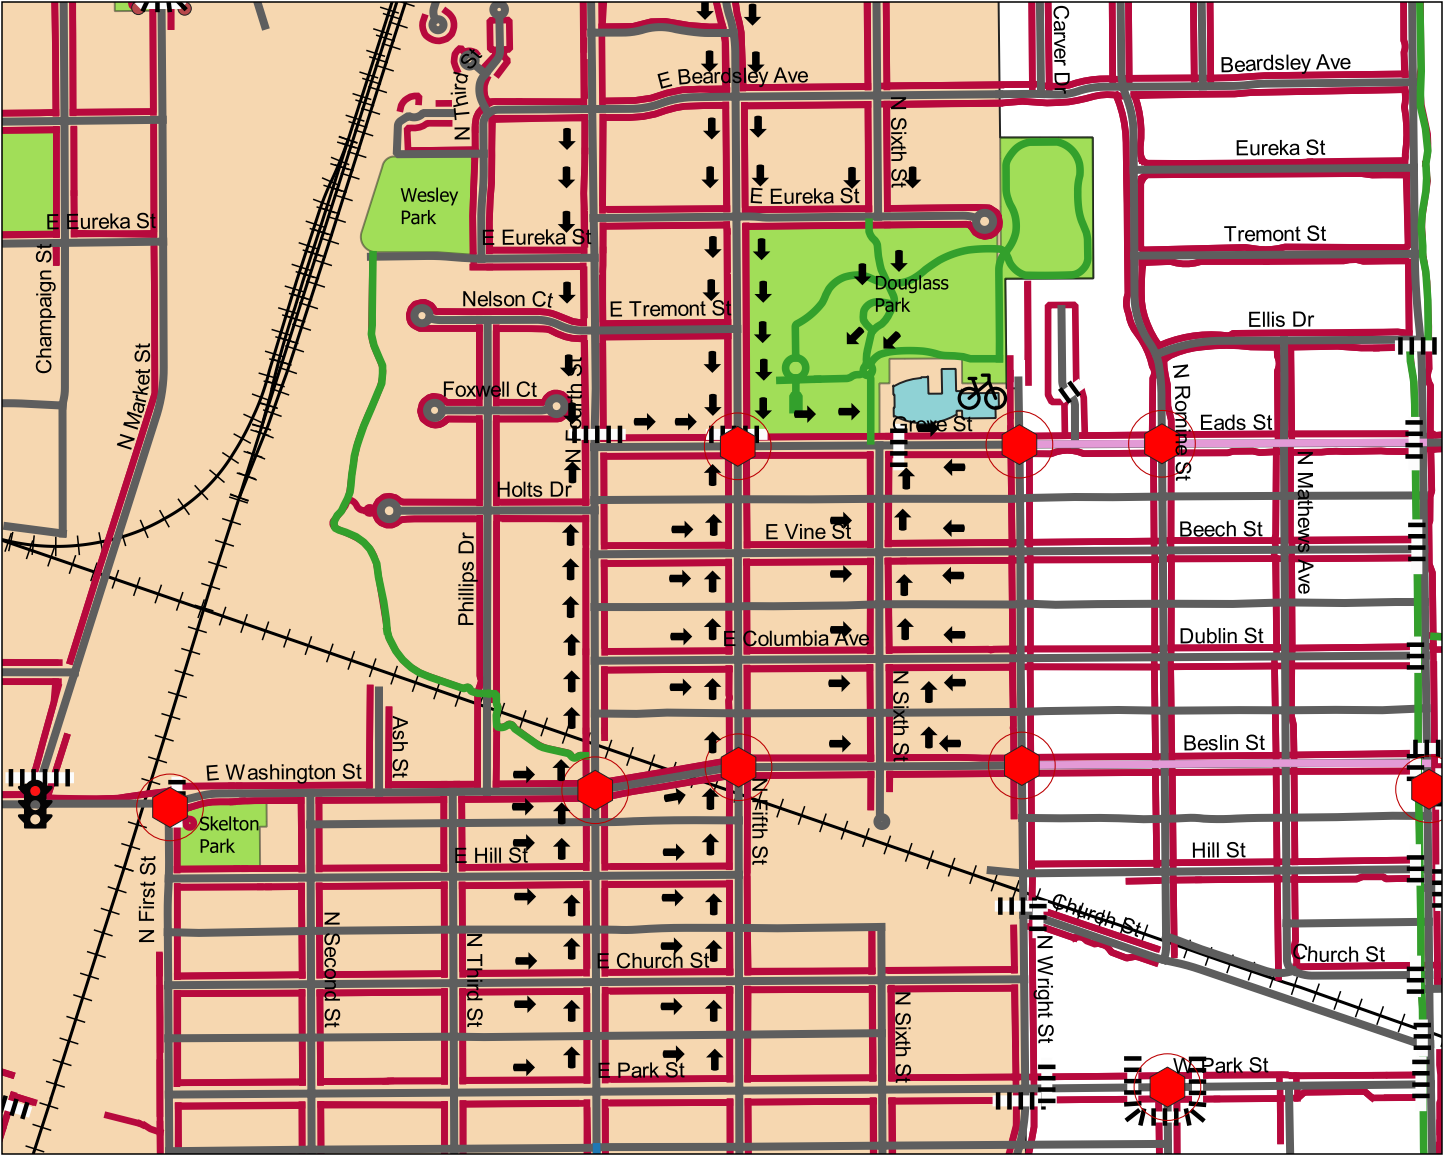 Carver Dr
N Third St
Beardsley Ave
E Beardsley Ave
N Sixth St
Eureka St
Wesley
Park
E Eureka St
E Eureka St
E Eureka St
Tremont St
Champaign St
Nelson Ct
E Tremont St
Douglass
Park
Ellis Dr
N Market St
Foxwell Ct
N Fourth St
Grove St
N Romine St
Eads St
Holts Dr
E Vine St
Beech St
N Mathews Ave
Phillips Dr
E Columbia Ave
Dublin St
N Sixth St
Ash St
Beslin St
E Washington St
Skelton
Park
N Fifth St
E Hill St
Hill St
N First St
N Second St
N Third St
E Church St
Church St
Church St
N Wright St
N Sixth St
E Park St
W Park St